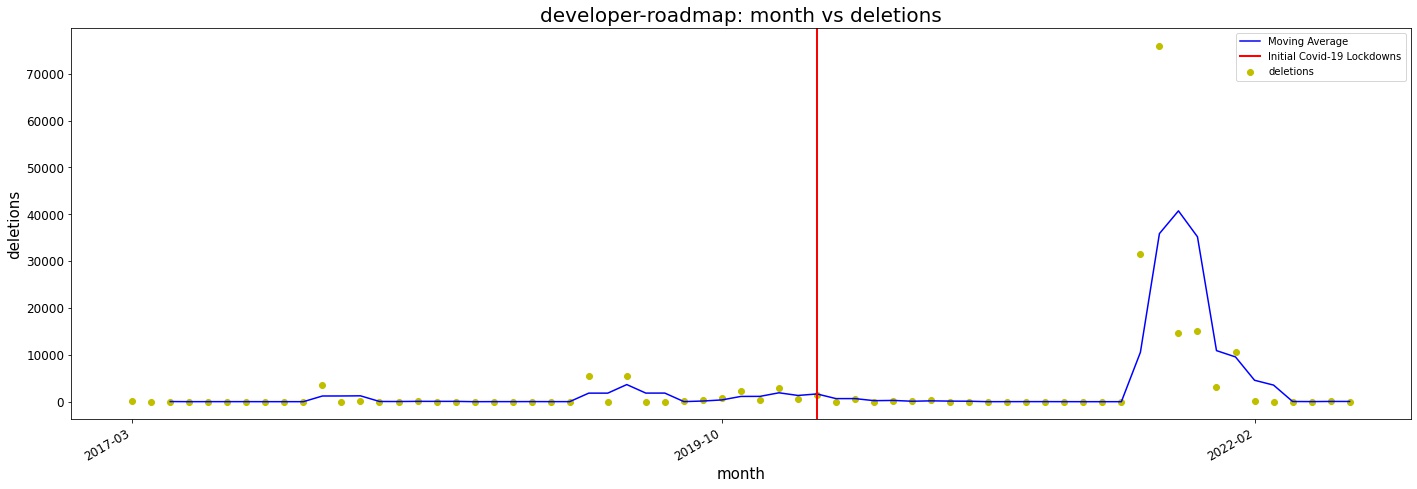 developer-roadmap: month vs deletions
Moving Average
Initial Covid-19 Lockdowns
deletions
70000
60000
50000
40000
30000
20000
10000
0
deletions
2017-03
2019-10
2022-02
month